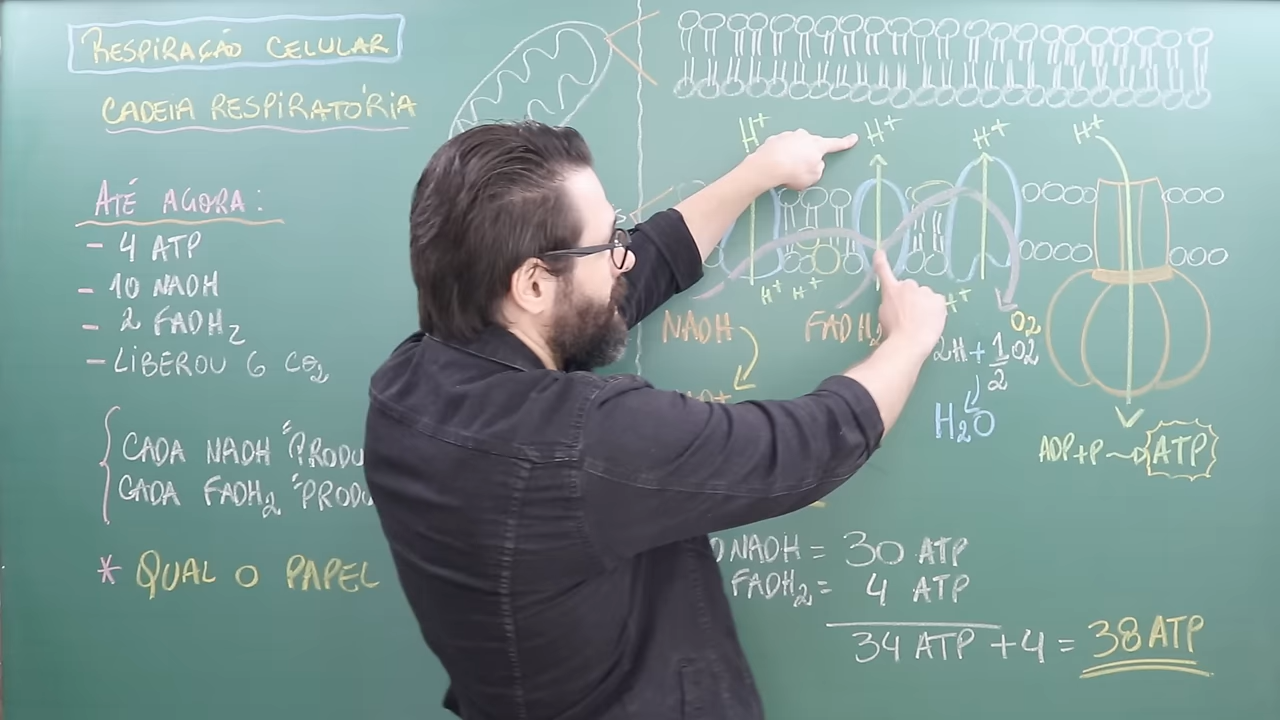 RESPIRAÇÃO CELULAR
CADEIA RESPIRATÓRIA
ATÉ AGORA:
- 4 ATP
- 10 NADH
- 2 FADH2
- LIBEROU 6 CO2
CADA NADH "PRODU
CADA FADH2 "PRODU
* QUAL O PAPEL
H+ H+ H+ H+
H+ H+ H+
NADH FADH2
O2
2H + 1/2 O2
H2O
ADP+P → ATP
NADH = 30 ATP
FADH2 = 4 ATP
34 ATP + 4 = 38 ATP